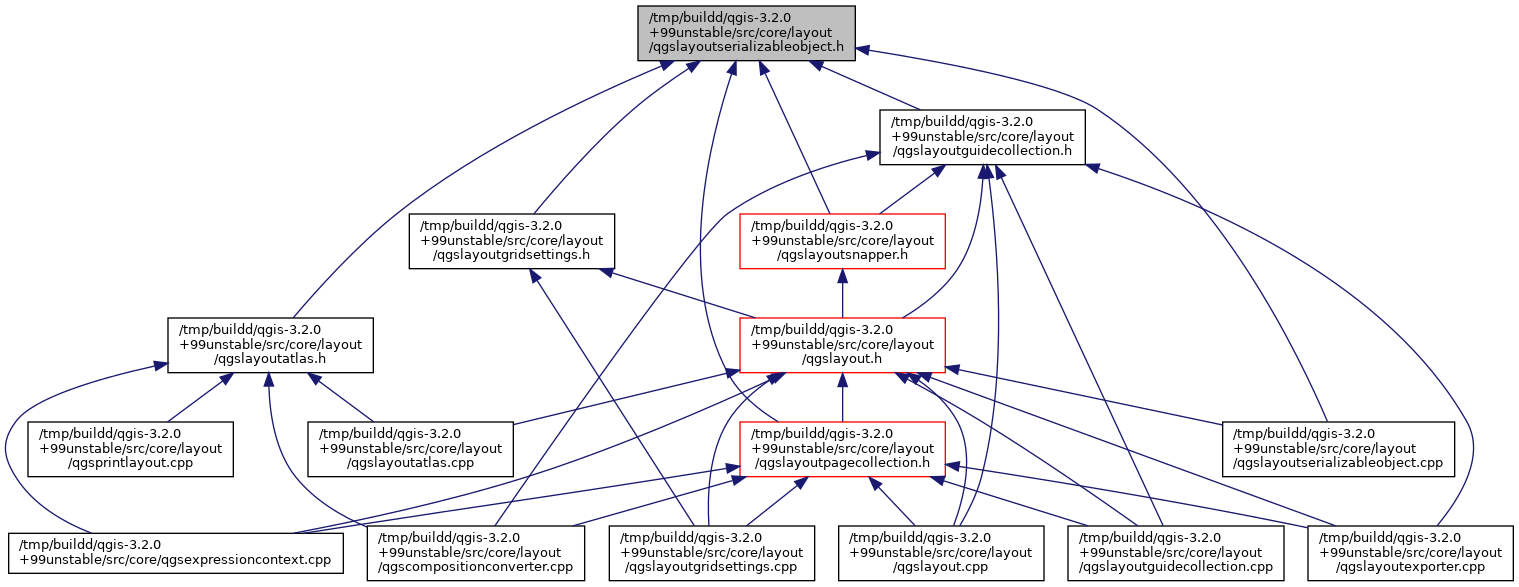 /tmp/buildd/qgis-3.2.0
+99unstable/src/core/layout
/qgslayoutserializableobject.h
/tmp/buildd/qgis-3.2.0
+99unstable/src/core/layout
/qgslayoutguidecollection.h
/tmp/buildd/qgis-3.2.0
+99unstable/src/core/layout
/qgslayoutgridsettings.h
/tmp/buildd/qgis-3.2.0
+99unstable/src/core/layout
/qgslayoutsnapper.h
/tmp/buildd/qgis-3.2.0
+99unstable/src/core/layout
/qgslayoutatlas.h
/tmp/buildd/qgis-3.2.0
+99unstable/src/core/layout
/qgslayout.h
/tmp/buildd/qgis-3.2.0
+99unstable/src/core/layout
/qgsprintlayout.cpp
/tmp/buildd/qgis-3.2.0
+99unstable/src/core/layout
/qgslayoutatlas.cpp
/tmp/buildd/qgis-3.2.0
+99unstable/src/core/layout
/qgslayoutpagecollection.h
/tmp/buildd/qgis-3.2.0
+99unstable/src/core/layout
/qgslayoutserializableobject.cpp
/tmp/buildd/qgis-3.2.0
+99unstable/src/core/qgsexpressioncontext.cpp
/tmp/buildd/qgis-3.2.0
+99unstable/src/core/layout
/qgscompositionconverter.cpp
/tmp/buildd/qgis-3.2.0
+99unstable/src/core/layout
/qgslayoutgridsettings.cpp
/tmp/buildd/qgis-3.2.0
+99unstable/src/core/layout
/qgslayout.cpp
/tmp/buildd/qgis-3.2.0
+99unstable/src/core/layout
/qgslayoutguidecollection.cpp
/tmp/buildd/qgis-3.2.0
+99unstable/src/core/layout
/qgslayoutexporter.cpp